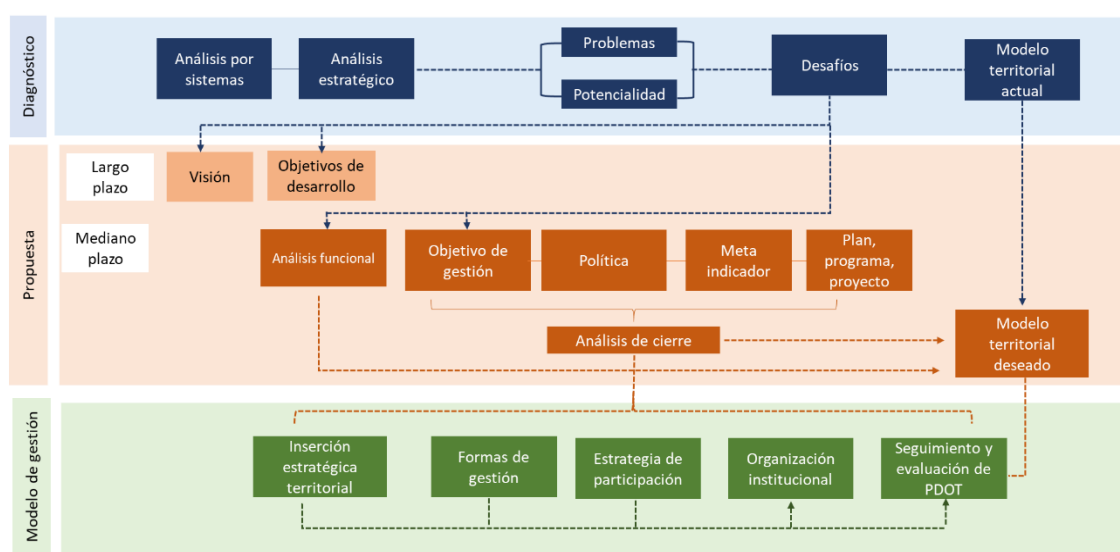 Diagnóstico
Análisis por
sistemas
Análisis
estratégico
Problemas
Potencialidad
Desafíos
Modelo
territorial
actual
Propuesta
Largo
plazo
Visión
Objetivos de
desarrollo
Mediano
plazo
Análisis funcional
Objetivo de
gestión
Política
Meta
indicador
Plan,
programa,
proyecto
Análisis de cierre
Modelo
territorial
deseado
Modelo de gestión
Inserción
estratégica
territorial
Formas de
gestión
Estrategia de
participación
Organización
institucional
Seguimiento y
evaluación de
PDOT